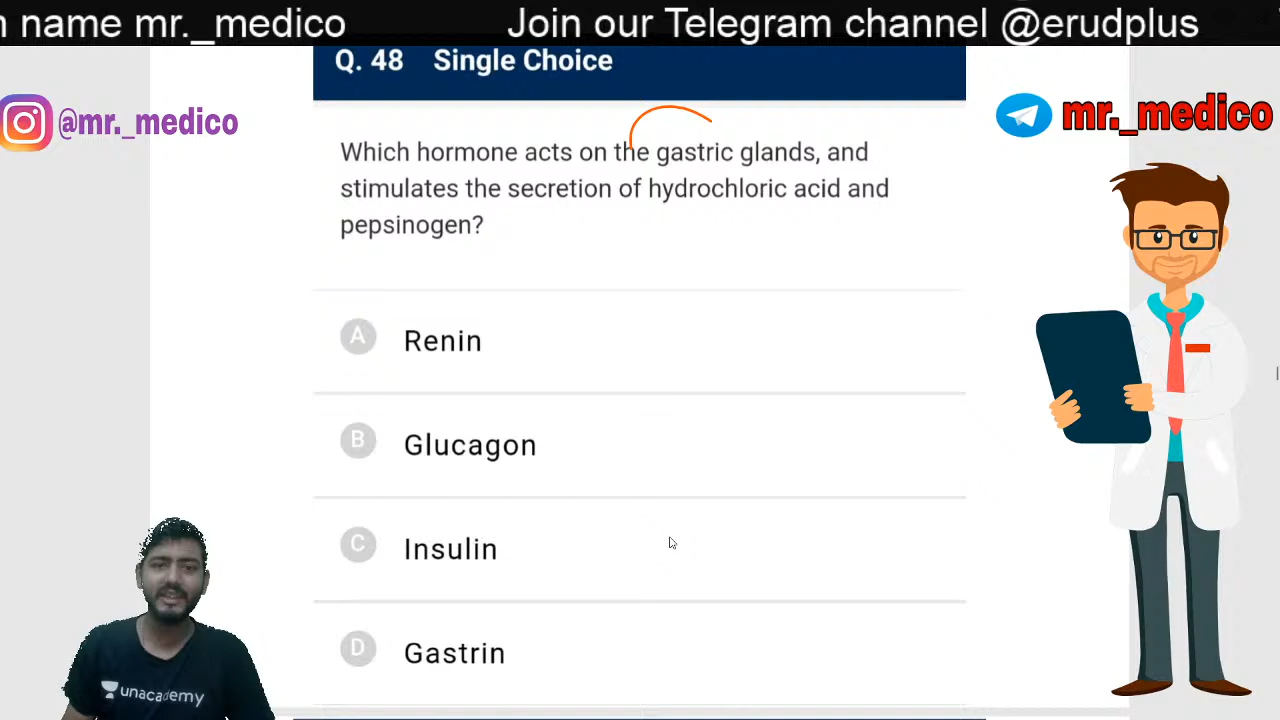 n name mr._medico Join our Telegram channel @erudplus
Q. 48 Single Choice
@mr._medico
mr._medico
Which hormone acts on the gastric glands, and
stimulates the secretion of hydrochloric acid and
pepsinogen?
A Renin
B Glucagon
C Insulin
D Gastrin
unacademy